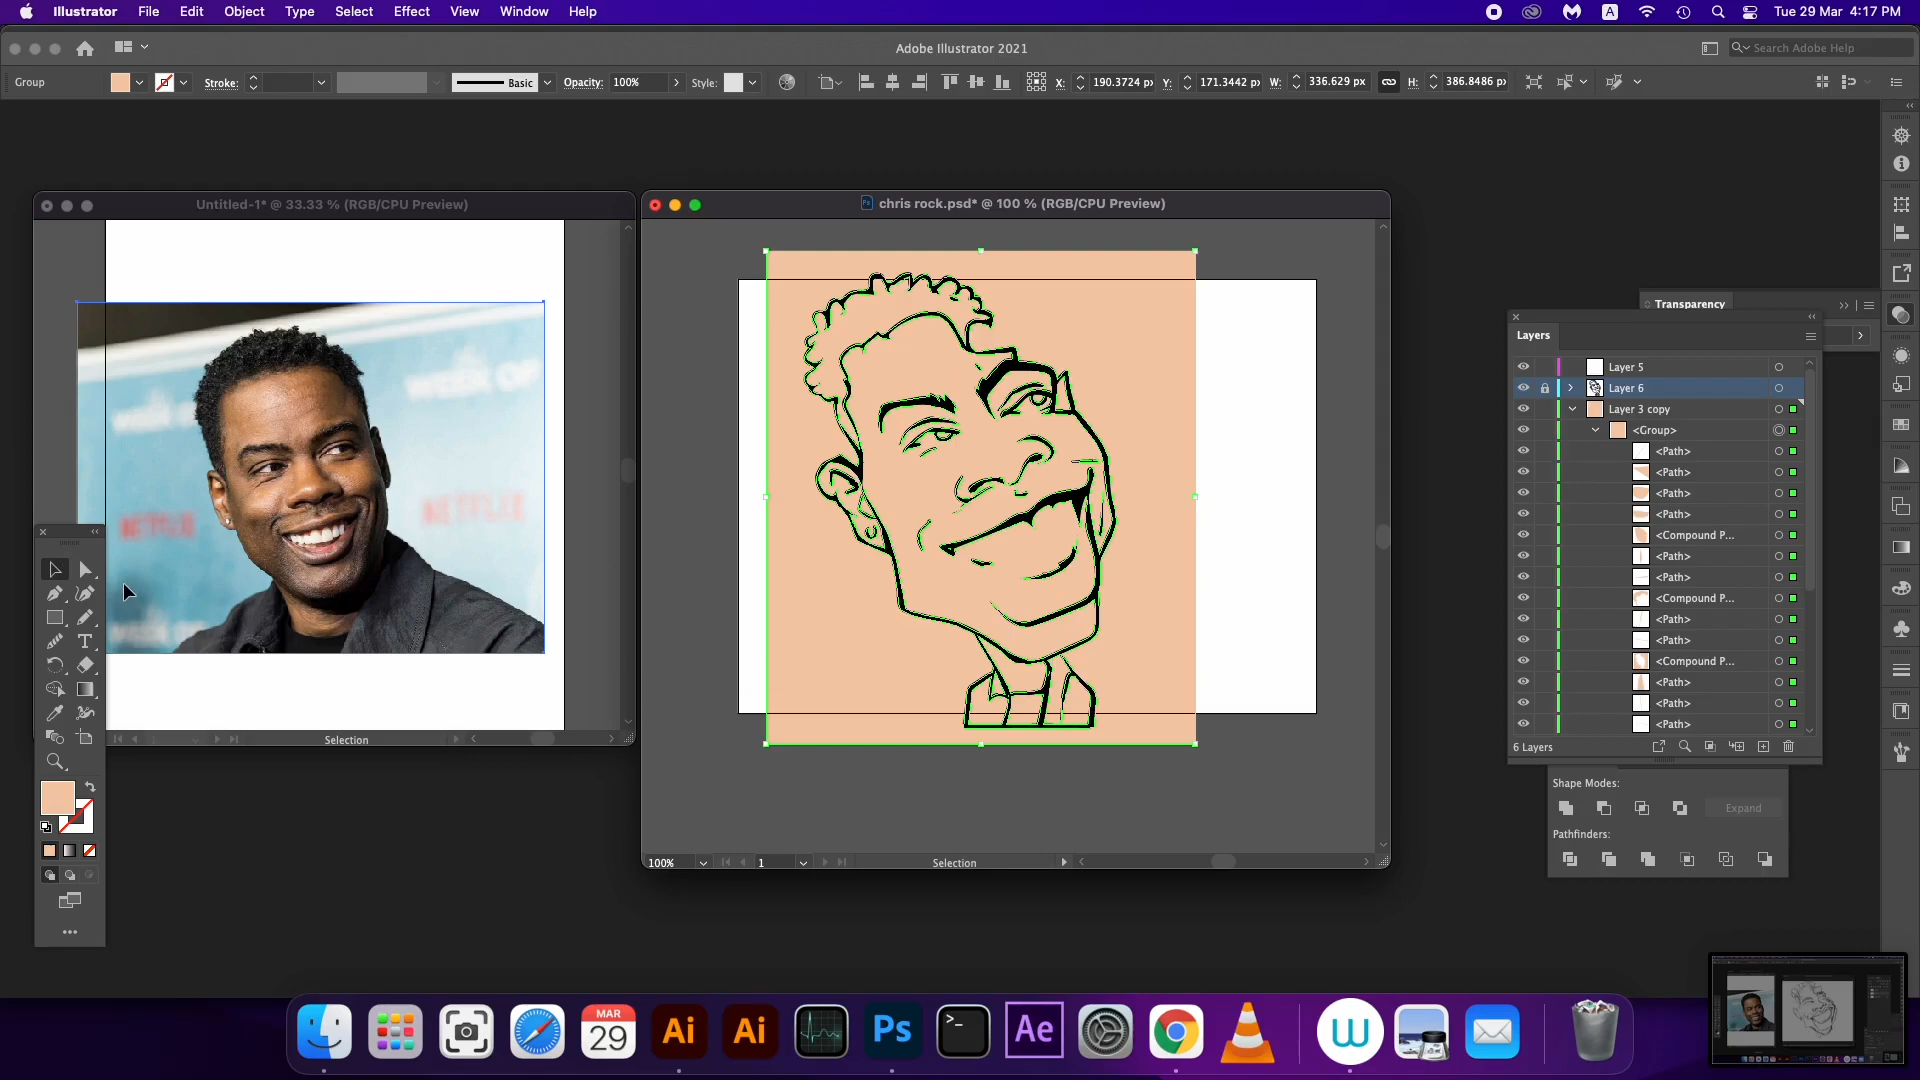 Illustrator File Edit Object Type Select Effect View Window Help
A
Tue 29 Mar 4:17 PM
Adobe Illustrator 2021
Search Adobe Help
Group
Stroke:
Basic
Opacity: 100%
Style:
X: 190.3724 px
Y: 171.3442 px
W: 336.629 px
H: 386.8486 px
Untitled-1* @ 33.33 % (RGB/CPU Preview)
chris rock.psd* @ 100 % (RGB/CPU Preview)
WEEK OF
NETFLIX
NETFLIX
Selection
100%
1
Selection
Transparency
Layers
Layer 5
Layer 6
Layer 3 copy
<Group>
<Path>
<Path>
<Path>
<Path>
<Compound P...
<Path>
<Path>
<Compound P...
<Path>
<Path>
<Compound P...
<Path>
<Path>
<Path>
6 Layers
Shape Modes:
Expand
Pathfinders:
MAR
29
Ai
Ai
Ps
>_
Ae
W